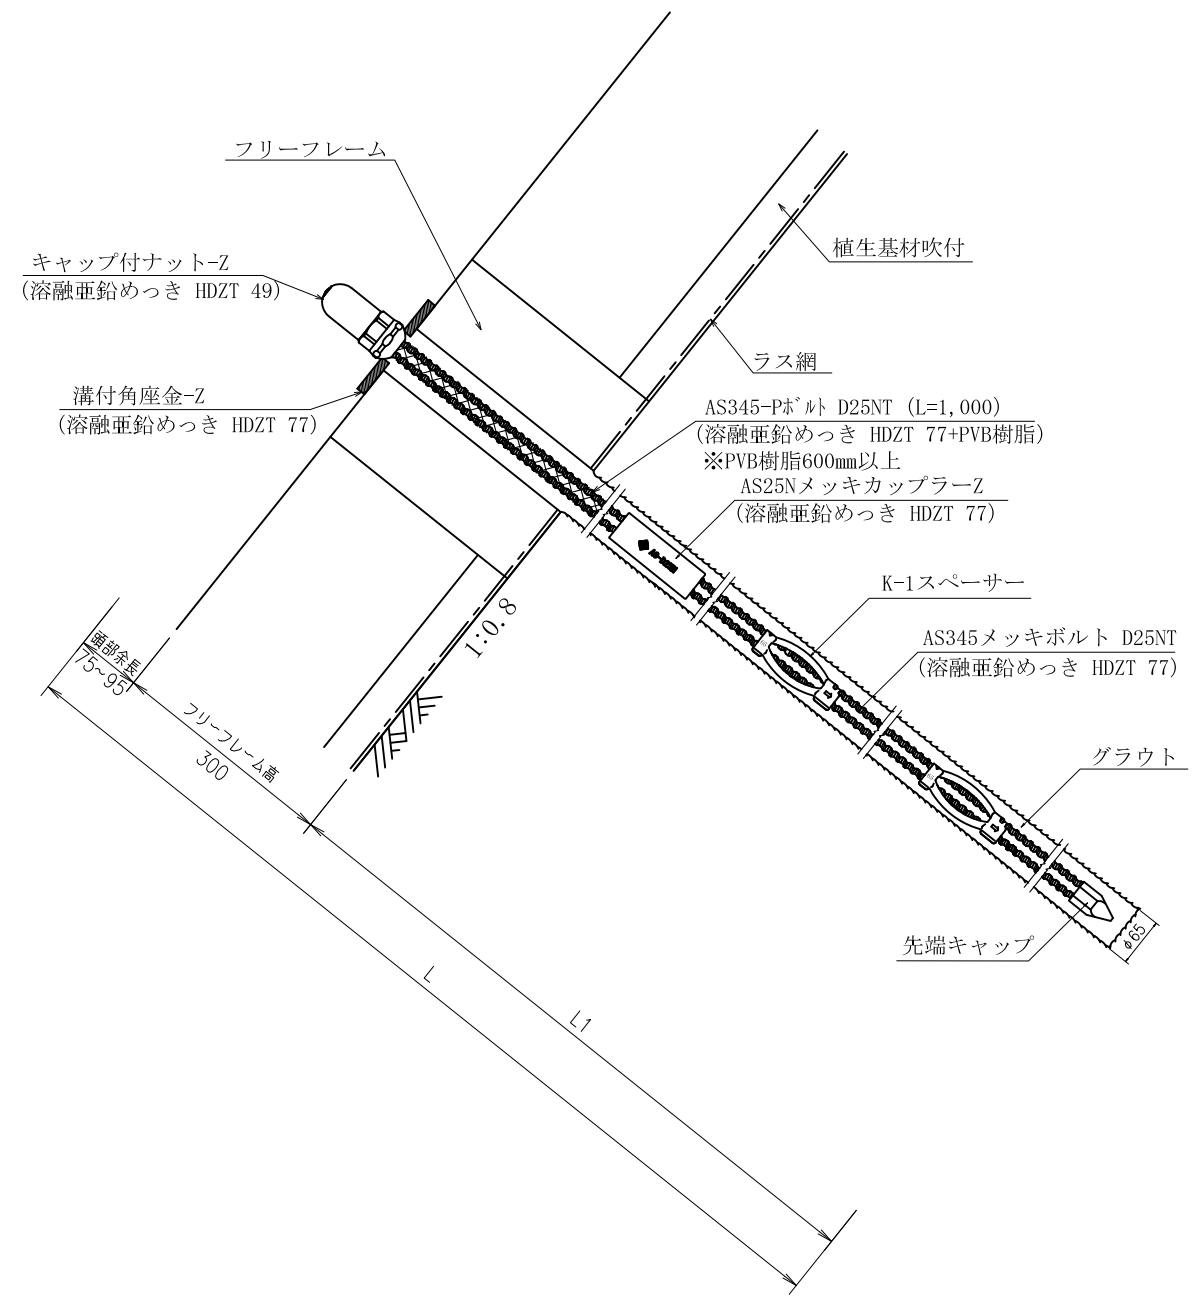 フリーフレーム
植生基材吹付
キャップ付ナット-Z
(溶融亜鉛めっき HDZT 49)
ラス網
溝付角座金-Z
(溶融亜鉛めっき HDZT 77)
AS345-Pﾎﾞﾙﾄ D25NT (L=1,000)
(溶融亜鉛めっき HDZT 77+PVB樹脂)
※PVB樹脂600mm以上
AS25NメッキカップラーZ
(溶融亜鉛めっき HDZT 77)
K-1スペーサー
1:0.8
AS345メッキボルト D25NT
(溶融亜鉛めっき HDZT 77)
頭部余長
75~95
フリーフレーム高
300
グラウト
先端キャップ
φ65
L
L1